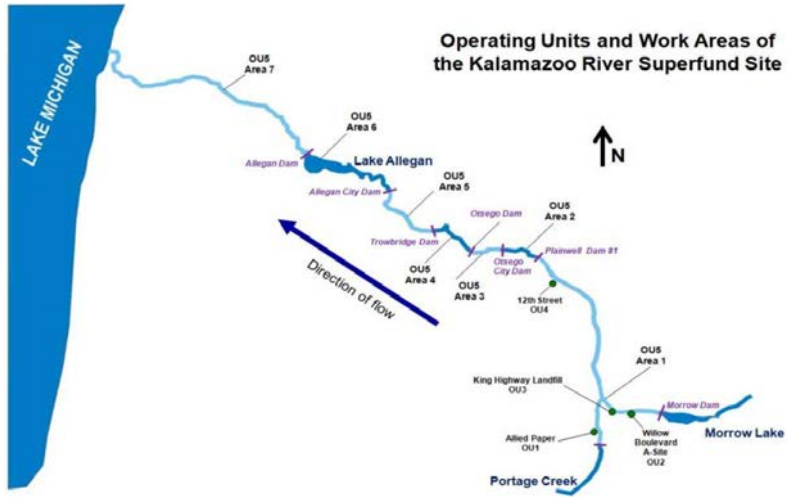 Operating Units and Work Areas of
the Kalamazoo River Superfund Site
LAKE MICHIGAN
OU5
Area 7
OU5
Area 6
Allegan Dam
Lake Allegan
N
Allegan City Dam
OU5
Area 5
Otsego Dam
OU5
Area 2
Trowbridge Dam
Plainwell Dam #1
Otsego
City Dam
OU5
Area 4
OU5
Area 3
Direction of flow
12th Street
OU4
OU5
Area 1
King Highway Landfill
OU3
Morrow Dam
Morrow Lake
Willow
Boulevard
A-Site
OU2
Allied Paper
OU1
Portage Creek